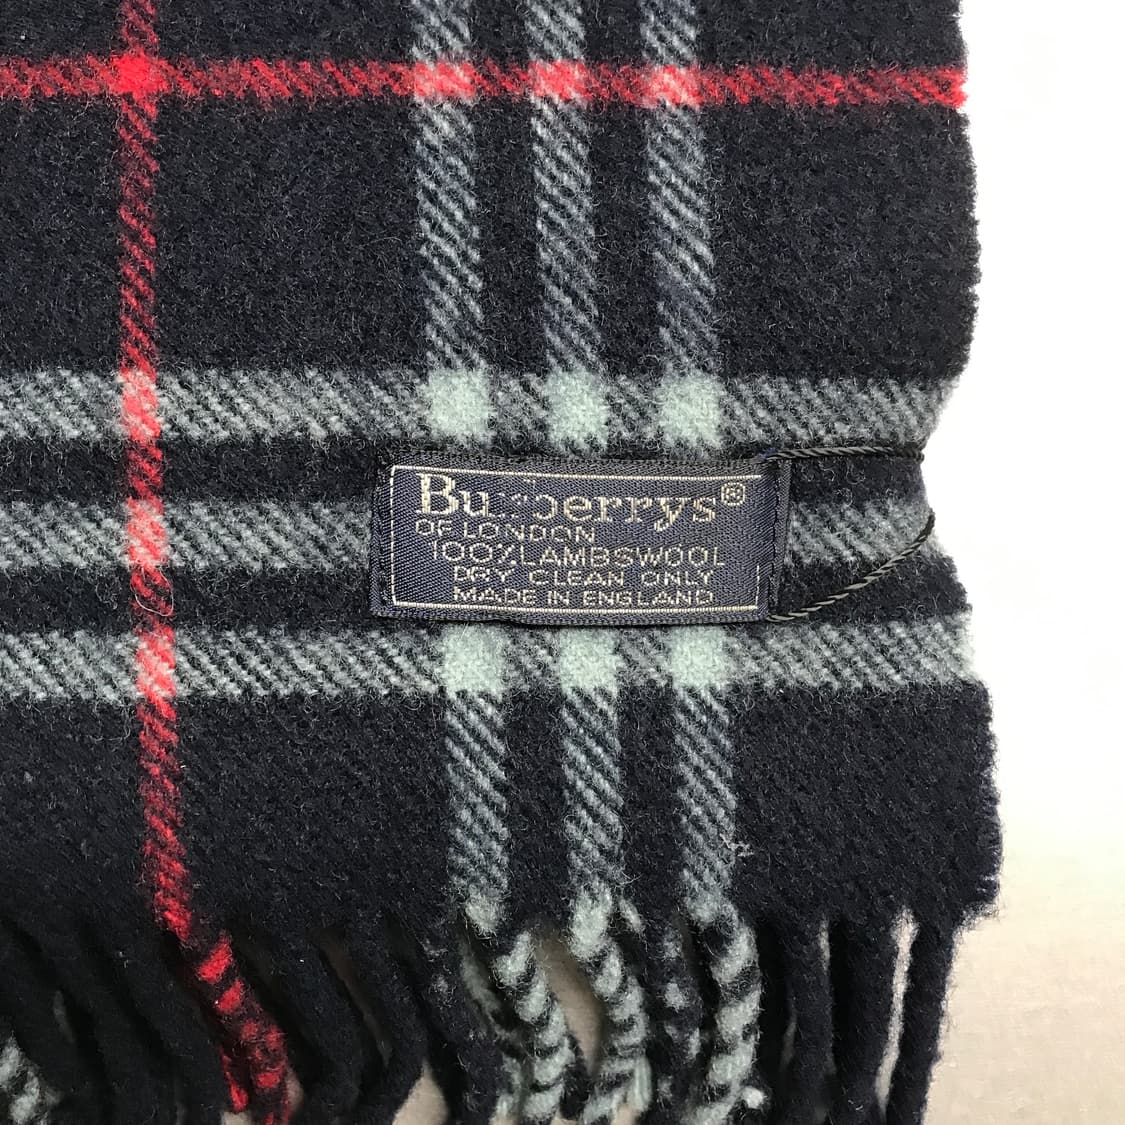 Burberrys®
OF LONDON
100%LAMBSWOOL
DRY CLEAN ONLY
MADE IN ENGLAND